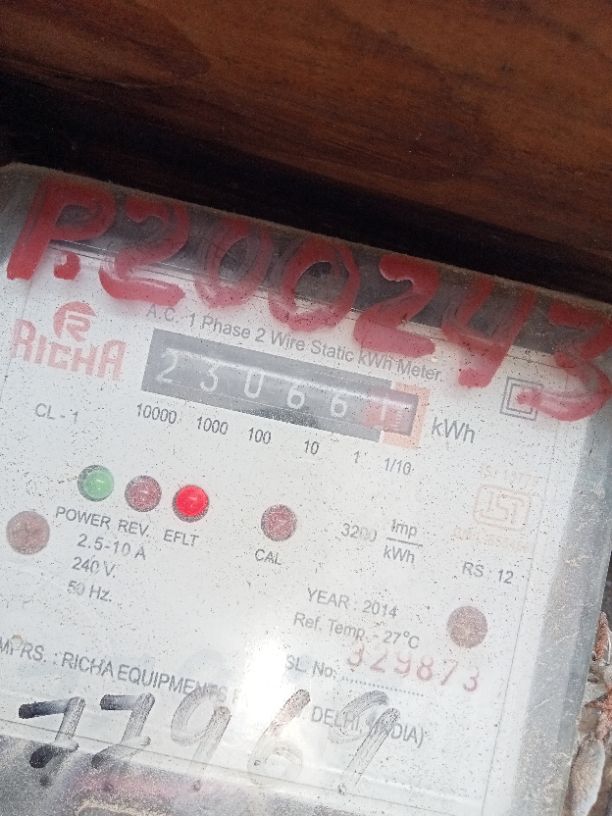 P.200243
RICHA
A.C. - 1 Phase 2 Wire Static kWh Meter.
230661 kWh
CL - 1
10000 1000 100 10 1 1/10
POWER REV. EFLT CAL
3200 Imp/kWh
2.5-10 A
240 V.
50 Hz.
RS : 12
YEAR : 2014
Ref. Temp.- 27°C
SL. No: 329873
MPRS. : RICHA EQUIPMENTS DELHI (INDIA)
77969